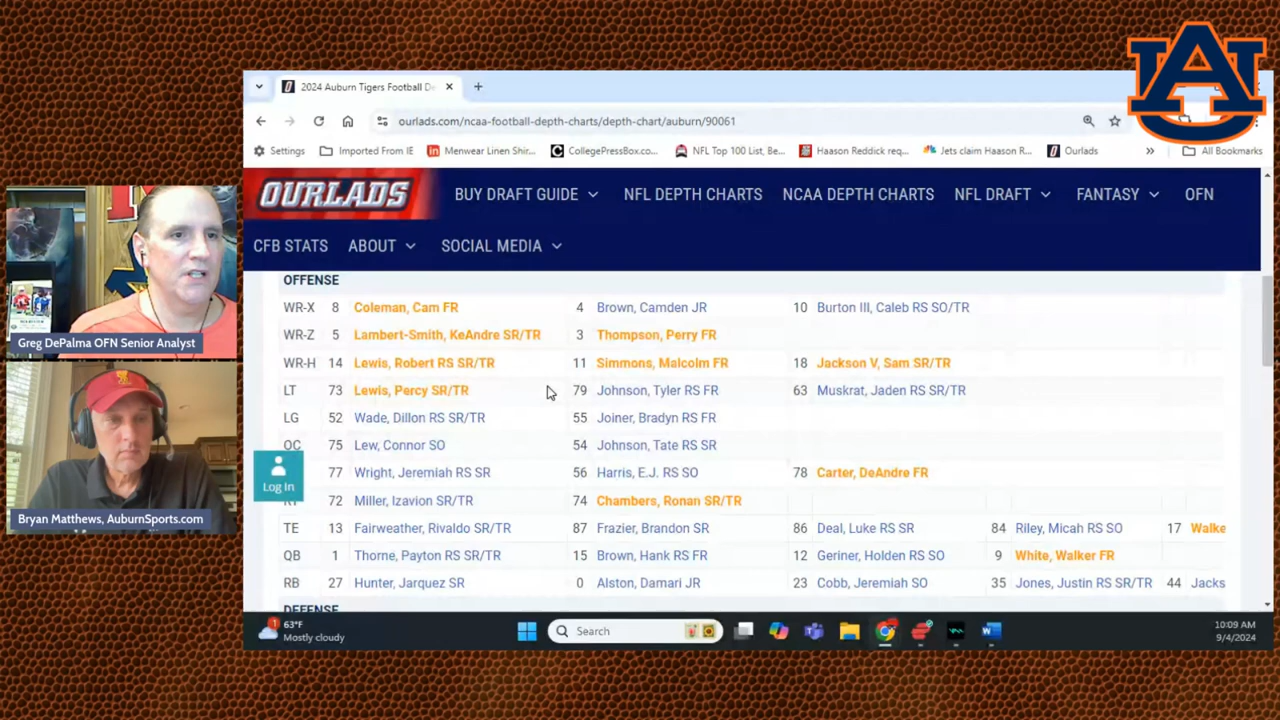 2024 Auburn Tigers Football De
ourlads.com/ncaa-football-depth-charts/depth-chart/auburn/90061
Settings Imported From IE Menwear Linen Shir... CollegePressBox.co... NFL Top 100 List, Be... Haason Reddick req... Jets claim Haason R... Ourlads All Bookmarks
OURLADS BUY DRAFT GUIDE NFL DEPTH CHARTS NCAA DEPTH CHARTS NFL DRAFT FANTASY OFN
CFB STATS ABOUT SOCIAL MEDIA
OFFENSE
WR-X 8 Coleman, Cam FR 4 Brown, Camden JR 10 Burton III, Caleb RS SO/TR
WR-Z 5 Lambert-Smith, KeAndre SR/TR 3 Thompson, Perry FR
WR-H 14 Lewis, Robert RS SR/TR 11 Simmons, Malcolm FR 18 Jackson V, Sam SR/TR
LT 73 Lewis, Percy SR/TR 79 Johnson, Tyler RS FR 63 Muskrat, Jaden RS SR/TR
LG 52 Wade, Dillon RS SR/TR 55 Joiner, Bradyn RS FR
OC 75 Lew, Connor SO 54 Johnson, Tate RS SR
77 Wright, Jeremiah RS SR 56 Harris, E.J. RS SO 78 Carter, DeAndre FR
RT 72 Miller, Izavion SR/TR 74 Chambers, Ronan SR/TR
TE 13 Fairweather, Rivaldo SR/TR 87 Frazier, Brandon SR 86 Deal, Luke RS SR 84 Riley, Micah RS SO 17 Walke
QB 1 Thorne, Payton RS SR/TR 15 Brown, Hank RS FR 12 Geriner, Holden RS SO 9 White, Walker FR
RB 27 Hunter, Jarquez SR 0 Alston, Damari JR 23 Cobb, Jeremiah SO 35 Jones, Justin RS SR/TR 44 Jacks
DEFENSE
Log In
Greg DePalma OFN Senior Analyst
Bryan Matthews, AuburnSports.com
AU
1
63°F
Mostly cloudy
Search
10:09 AM
9/4/2024